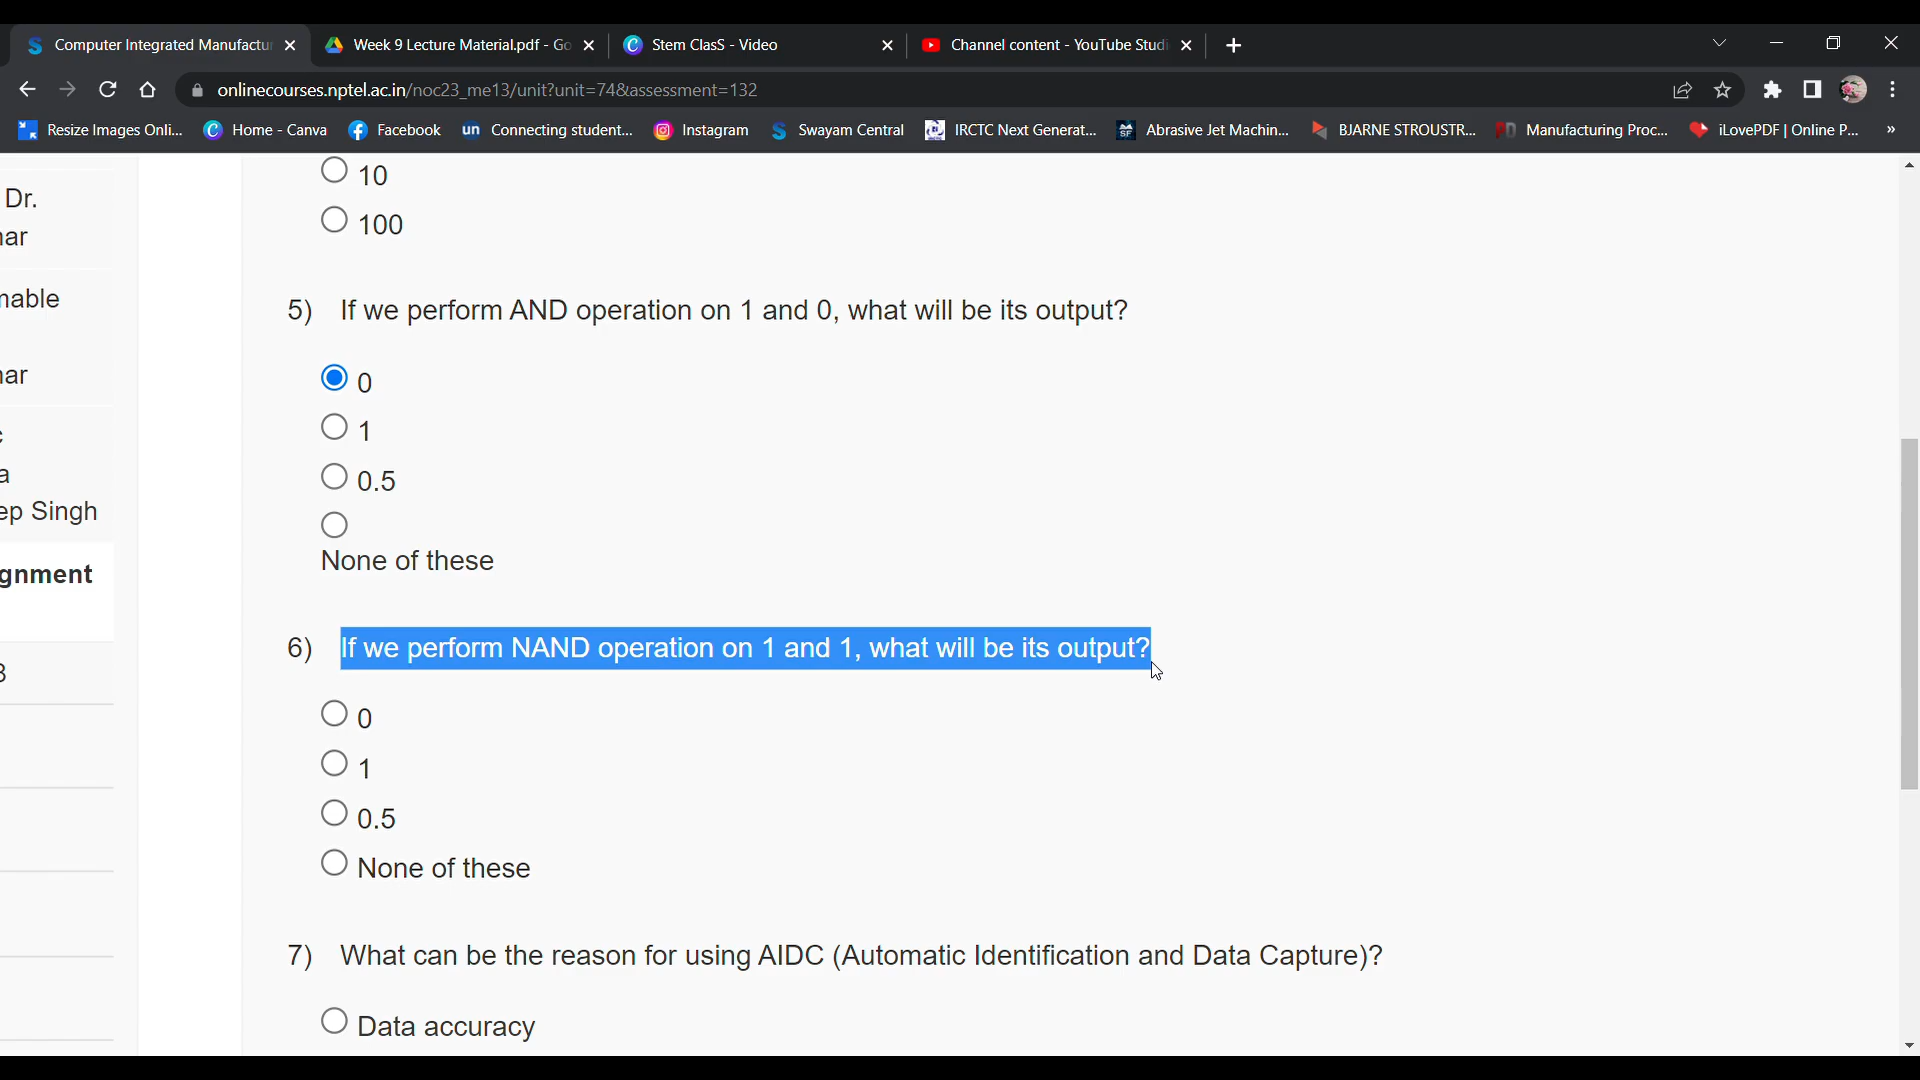 Computer Integrated Manufactu
Week 9 Lecture Material.pdf - Go
Stem ClasS - Video
Channel content - YouTube Studi
onlinecourses.nptel.ac.in/noc23_me13/unit?unit=74&assessment=132
Resize Images Onli...
Home - Canva
Facebook
un Connecting student...
Instagram
Swayam Central
IRCTC Next Generat...
Abrasive Jet Machin...
BJARNE STROUSTR...
Manufacturing Proc...
iLovePDF | Online P...
»
Dr.
nar
mable
nar
a
ep Singh
gnment
3
10
100
5) If we perform AND operation on 1 and 0, what will be its output?
0
1
0.5
None of these
6) If we perform NAND operation on 1 and 1, what will be its output?
0
1
0.5
None of these
7) What can be the reason for using AIDC (Automatic Identification and Data Capture)?
Data accuracy